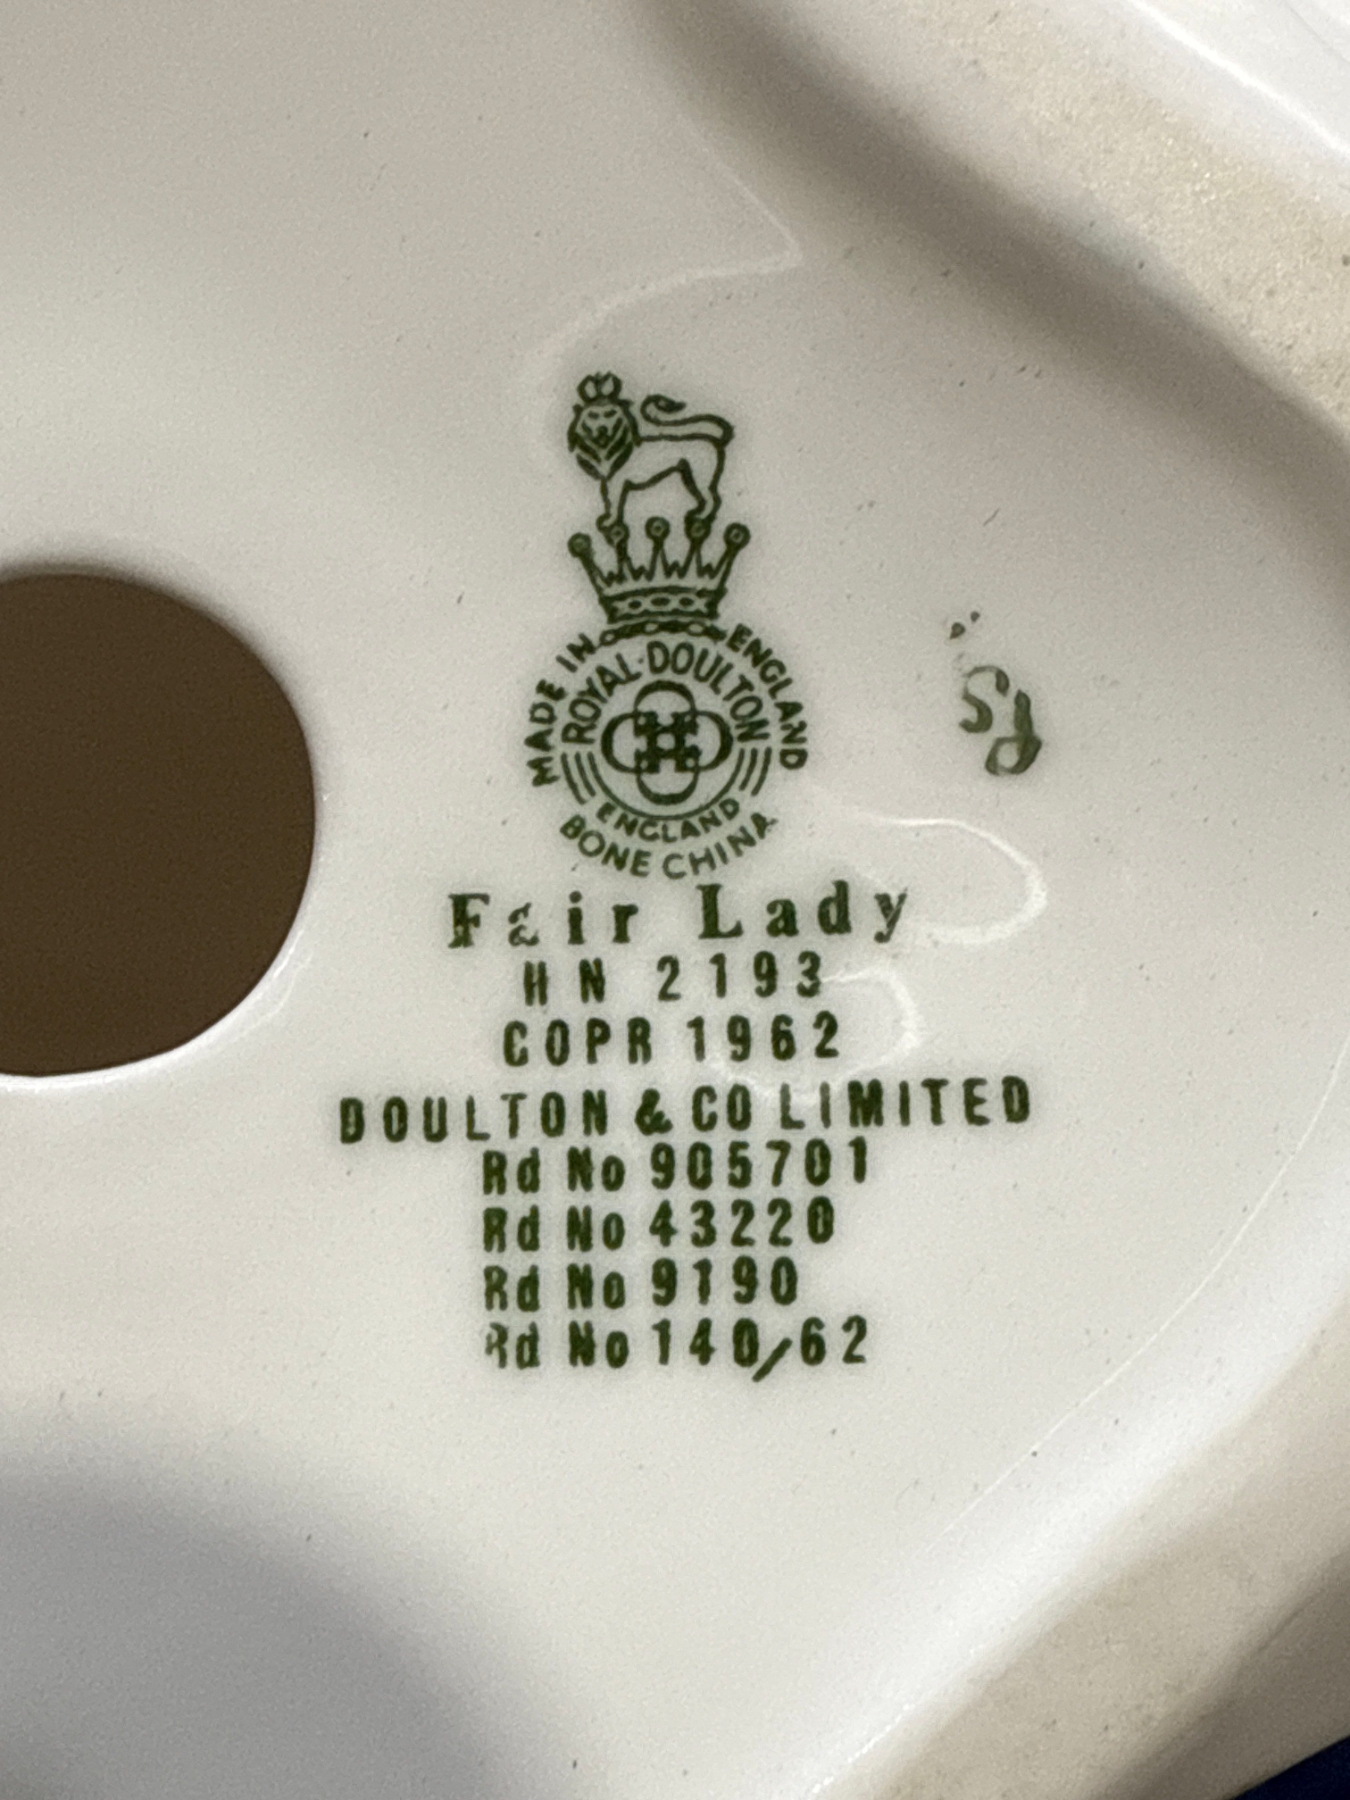 MADE IN ENGLAND
ROYAL·DOULTON
ENGLAND
BONE CHINA
Fair Lady
HN 2193
COPR 1962
DOULTON & CO LIMITED
Rd No 905701
Rd No 43220
Rd No 9190
Rd No 140/62